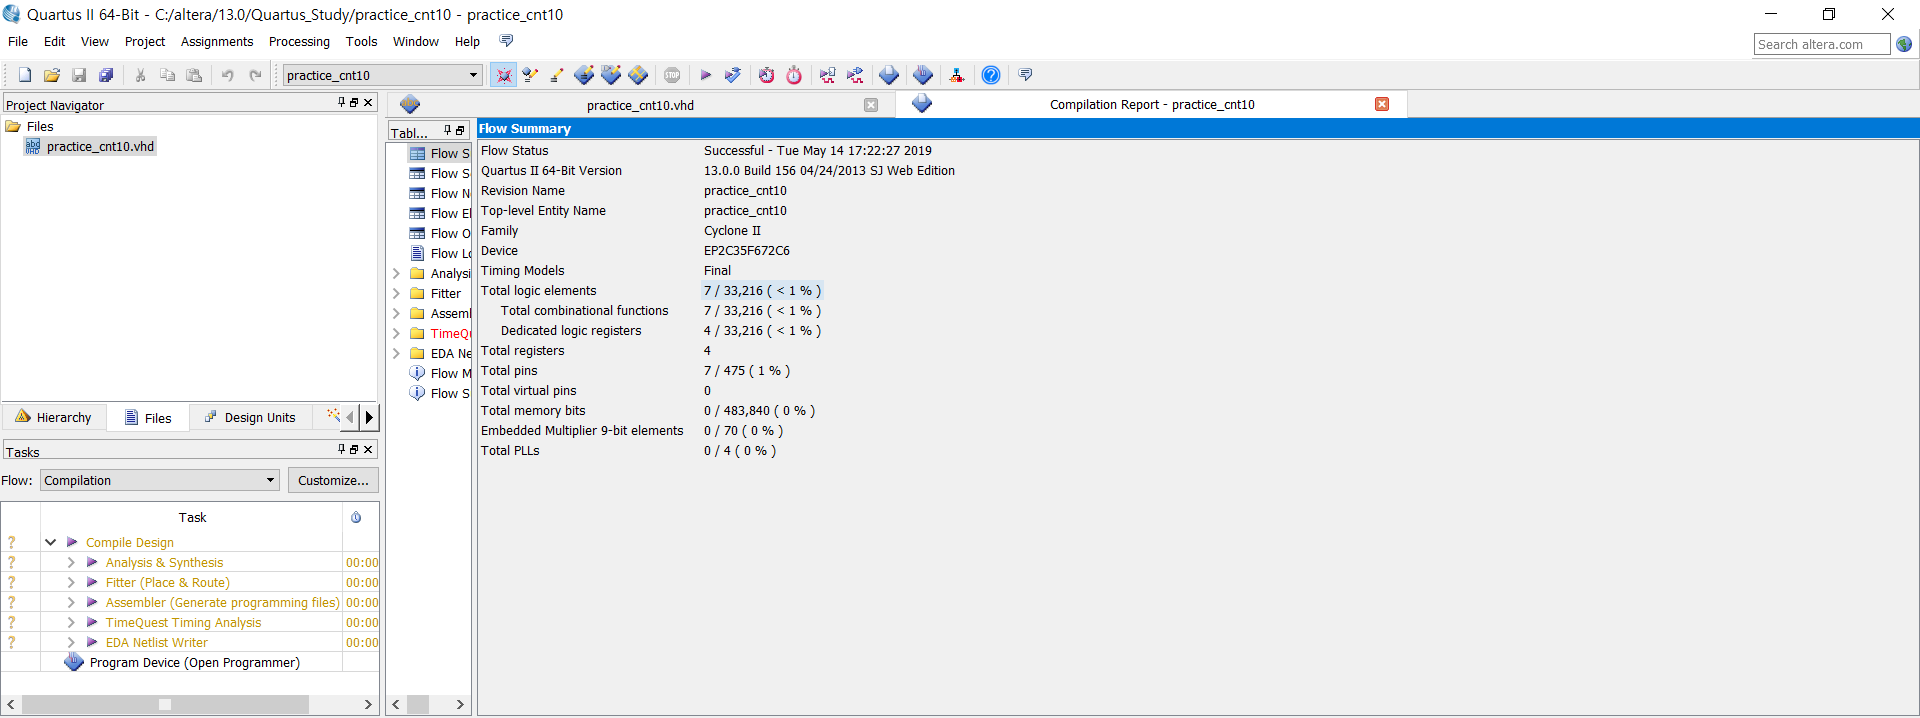 Quartus II 64-Bit - C:/altera/13.0/Quartus_Study/practice_cnt10 - practice_cnt10
File Edit View Project Assignments Processing Tools Window Help
Search altera.com
practice_cnt10
STOP
Project Navigator
Files
practice_cnt10.vhd
Hierarchy Files Design Units
Tasks
Flow: Compilation Customize...
Task
Compile Design
Analysis & Synthesis 00:00
Fitter (Place & Route) 00:00
Assembler (Generate programming files) 00:00
TimeQuest Timing Analysis 00:00
EDA Netlist Writer 00:00
Program Device (Open Programmer)
practice_cnt10.vhd
Compilation Report - practice_cnt10
Tabl...
Flow S
Flow S
Flow N
Flow El
Flow O
Flow Lo
Analysi
Fitter
Assem
TimeQu
EDA Ne
Flow M
Flow S
Flow Summary
Flow Status Successful - Tue May 14 17:22:27 2019
Quartus II 64-Bit Version 13.0.0 Build 156 04/24/2013 SJ Web Edition
Revision Name practice_cnt10
Top-level Entity Name practice_cnt10
Family Cyclone II
Device EP2C35F672C6
Timing Models Final
Total logic elements 7 / 33,216 ( < 1 % )
Total combinational functions 7 / 33,216 ( < 1 % )
Dedicated logic registers 4 / 33,216 ( < 1 % )
Total registers 4
Total pins 7 / 475 ( 1 % )
Total virtual pins 0
Total memory bits 0 / 483,840 ( 0 % )
Embedded Multiplier 9-bit elements 0 / 70 ( 0 % )
Total PLLs 0 / 4 ( 0 % )